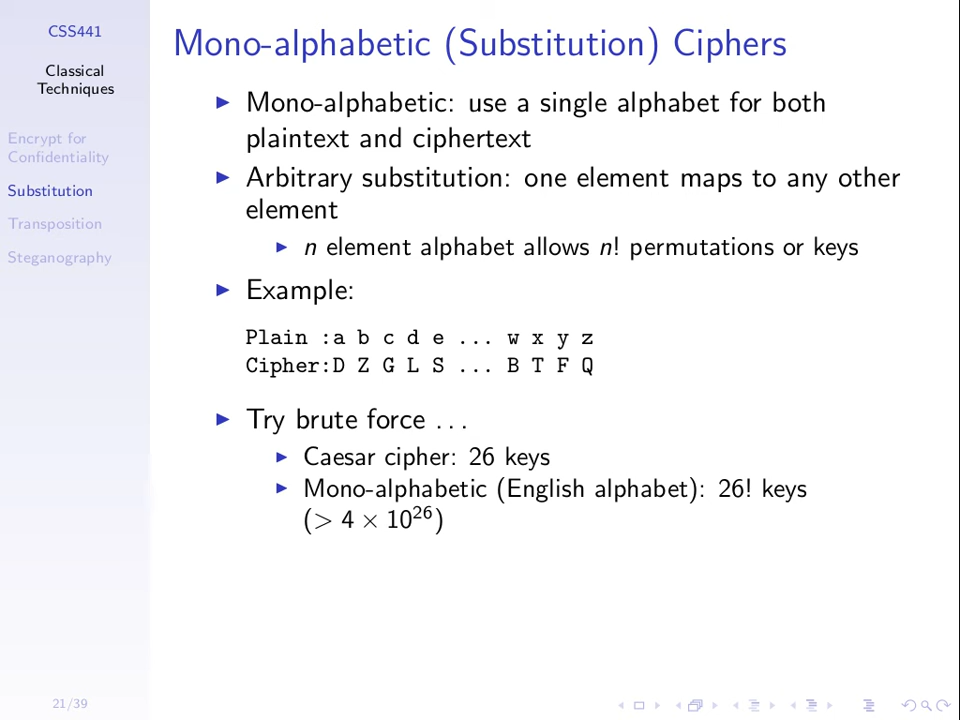 CSS441
Classical
Techniques
Encrypt for
Confidentiality
Substitution
Transposition
Steganography
21/39
Mono-alphabetic (Substitution) Ciphers
Mono-alphabetic: use a single alphabet for both
plaintext and ciphertext
Arbitrary substitution: one element maps to any other
element
n element alphabet allows n! permutations or keys
Example:
Plain :a b c d e ... w x y z
Cipher:D Z G L S ... B T F Q
Try brute force ...
Caesar cipher: 26 keys
Mono-alphabetic (English alphabet): 26! keys
(> 4 × 10²⁶)